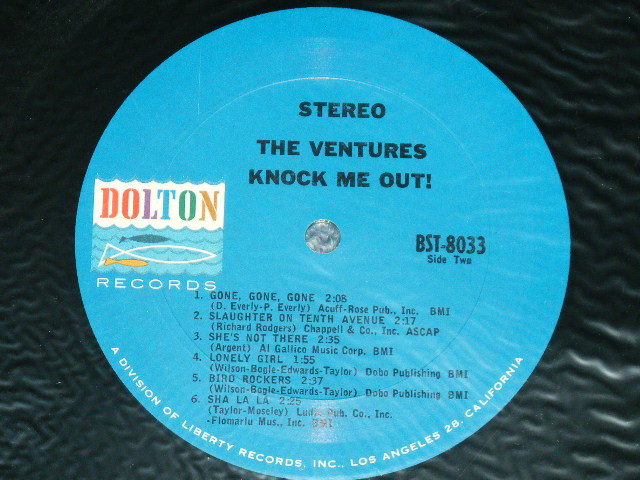 STEREO
THE VENTURES
KNOCK ME OUT!
DOLTON
RECORDS
BST-8033
Side Two
1. GONE, GONE, GONE 2:08
(D. Everly-P. Everly) Acuff-Rose Pub., Inc. BMI
2. SLAUGHTER ON TENTH AVENUE 2:17
(Richard Rodgers) Chappell & Co., Inc. ASCAP
3. SHE'S NOT THERE 2:35
(Argent) Al Gallico Music Corp. BMI
4. LONELY GIRL 1:55
(Wilson-Bogle-Edwards-Taylor) Dobo Publishing BMI
5. BIRD ROCKERS 2:37
(Wilson-Bogle-Edwards-Taylor) Dobo Publishing BMI
6. SHA LA LA 2:25
(Taylor-Moseley) Ludix Pub. Co., Inc.
-Flomarlu Mus., Inc. BMI
A DIVISION OF LIBERTY RECORDS, INC., LOS ANGELES 28, CALIFORNIA